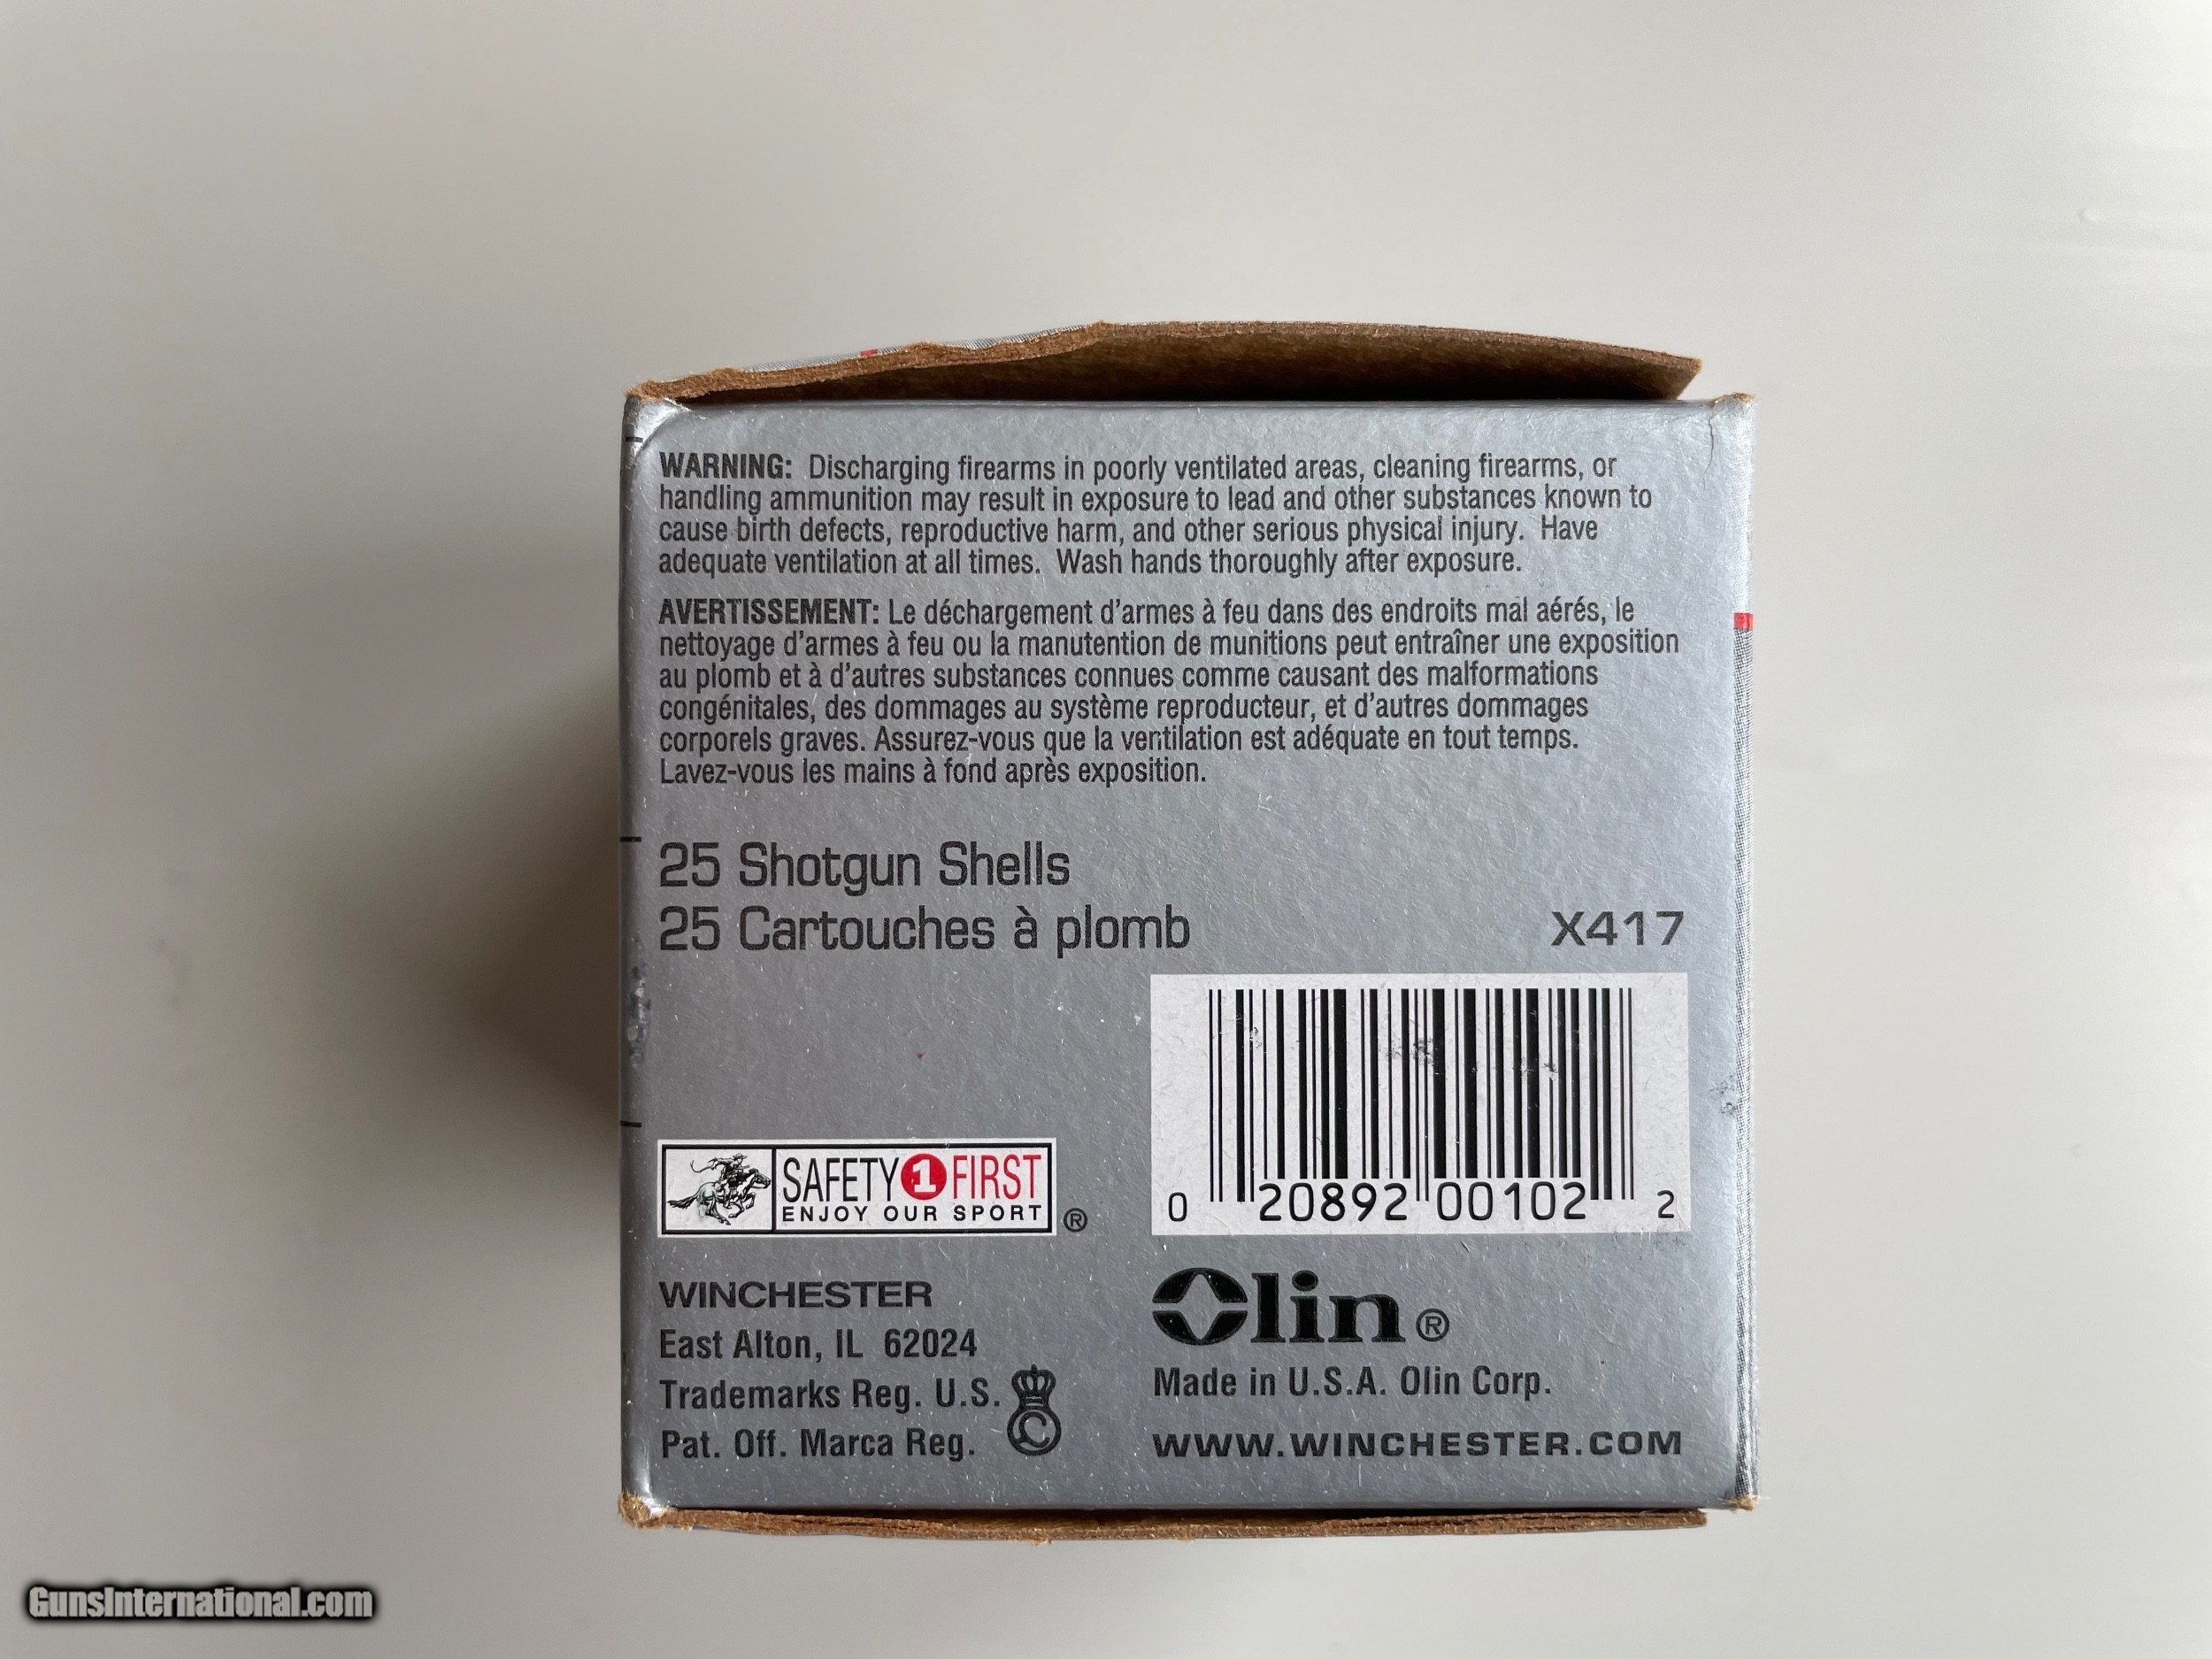 WARNING: Discharging firearms in poorly ventilated areas, cleaning firearms, or
handling ammunition may result in exposure to lead and other substances known to
cause birth defects, reproductive harm, and other serious physical injury. Have
adequate ventilation at all times. Wash hands thoroughly after exposure.
AVERTISSEMENT: Le déchargement d'armes à feu dans des endroits mal aérés, le
nettoyage d'armes à feu ou la manutention de munitions peut entraîner une exposition
au plomb et à d'autres substances connues comme causant des malformations
congénitales, des dommages au système reproducteur, et d'autres dommages
corporels graves. Assurez-vous que la ventilation est adéquate en tout temps.
Lavez-vous les mains à fond après exposition.
25 Shotgun Shells
25 Cartouches à plomb
X417
0 20892 00102 2
SAFETY 1 FIRST
ENJOY OUR SPORT ®
WINCHESTER
East Alton, IL 62024
Trademarks Reg. U.S.
Pat. Off. Marca Reg.
C
Olin®
Made in U.S.A. Olin Corp.
WWW.WINCHESTER.COM
GunsInternational.com